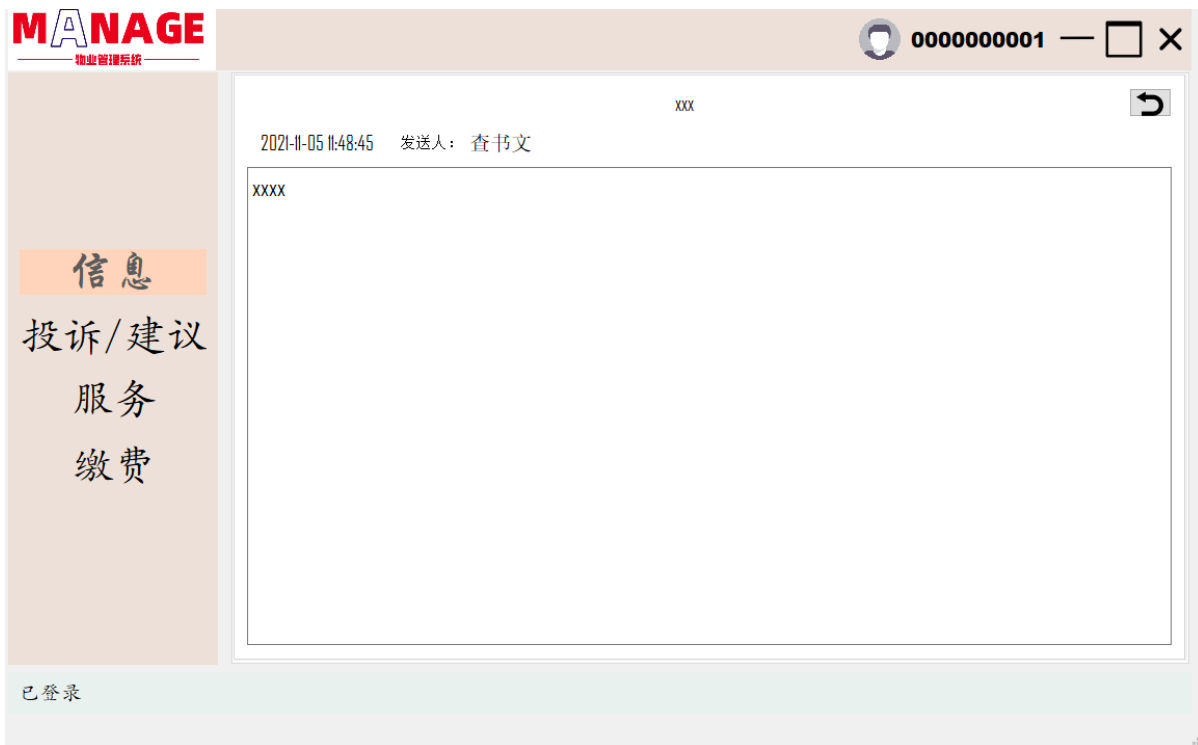 MANAGE
物业管理系统
0000000001
xxx
2021-11-05 11:48:45 发送人： 查书文
xxxx
信息
投诉/建议
服务
缴费
已登录